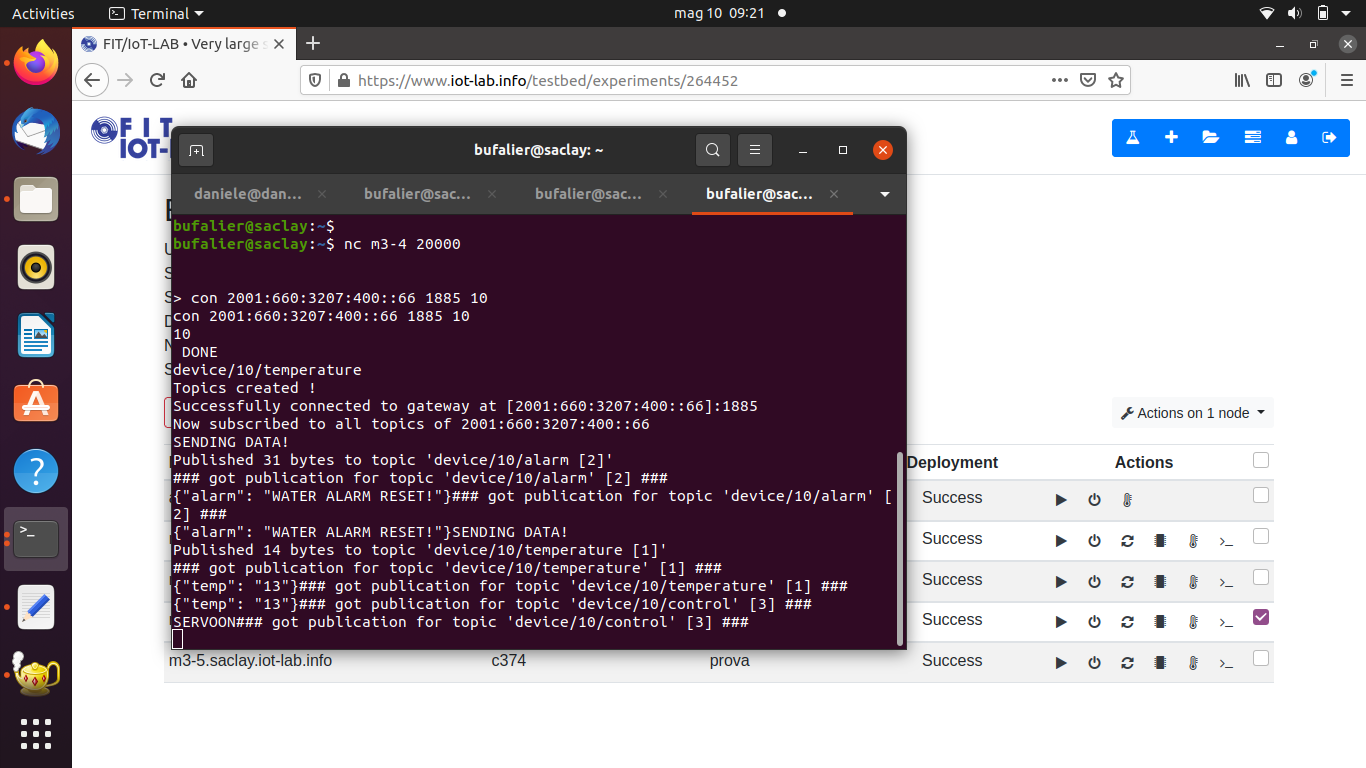 Activities
Terminal
mag 10 09:21
FIT/IoT-LAB • Very large s
https://www.iot-lab.info/testbed/experiments/264452
FIT
IOT-
bufalier@saclay: ~
daniele@dan...
bufalier@sac...
bufalier@sac...
bufalier@sac...
bufalier@saclay:~$
bufalier@saclay:~$ nc m3-4 20000
> con 2001:660:3207:400::66 1885 10
con 2001:660:3207:400::66 1885 10
10
DONE
device/10/temperature
Topics created !
Successfully connected to gateway at [2001:660:3207:400::66]:1885
Now subscribed to all topics of 2001:660:3207:400::66
SENDING DATA!
Published 31 bytes to topic 'device/10/alarm [2]'
### got publication for topic 'device/10/alarm' [2] ###
{"alarm": "WATER ALARM RESET!"}### got publication for topic 'device/10/alarm' [
2] ###
{"alarm": "WATER ALARM RESET!"}SENDING DATA!
Published 14 bytes to topic 'device/10/temperature [1]'
### got publication for topic 'device/10/temperature' [1] ###
{"temp": "13"}### got publication for topic 'device/10/temperature' [1] ###
{"temp": "13"}### got publication for topic 'device/10/control' [3] ###
SERVOON### got publication for topic 'device/10/control' [3] ###
Actions on 1 node
Deployment Actions
Success
Success
Success
Success
m3-5.saclay.iot-lab.info c374 prova Success